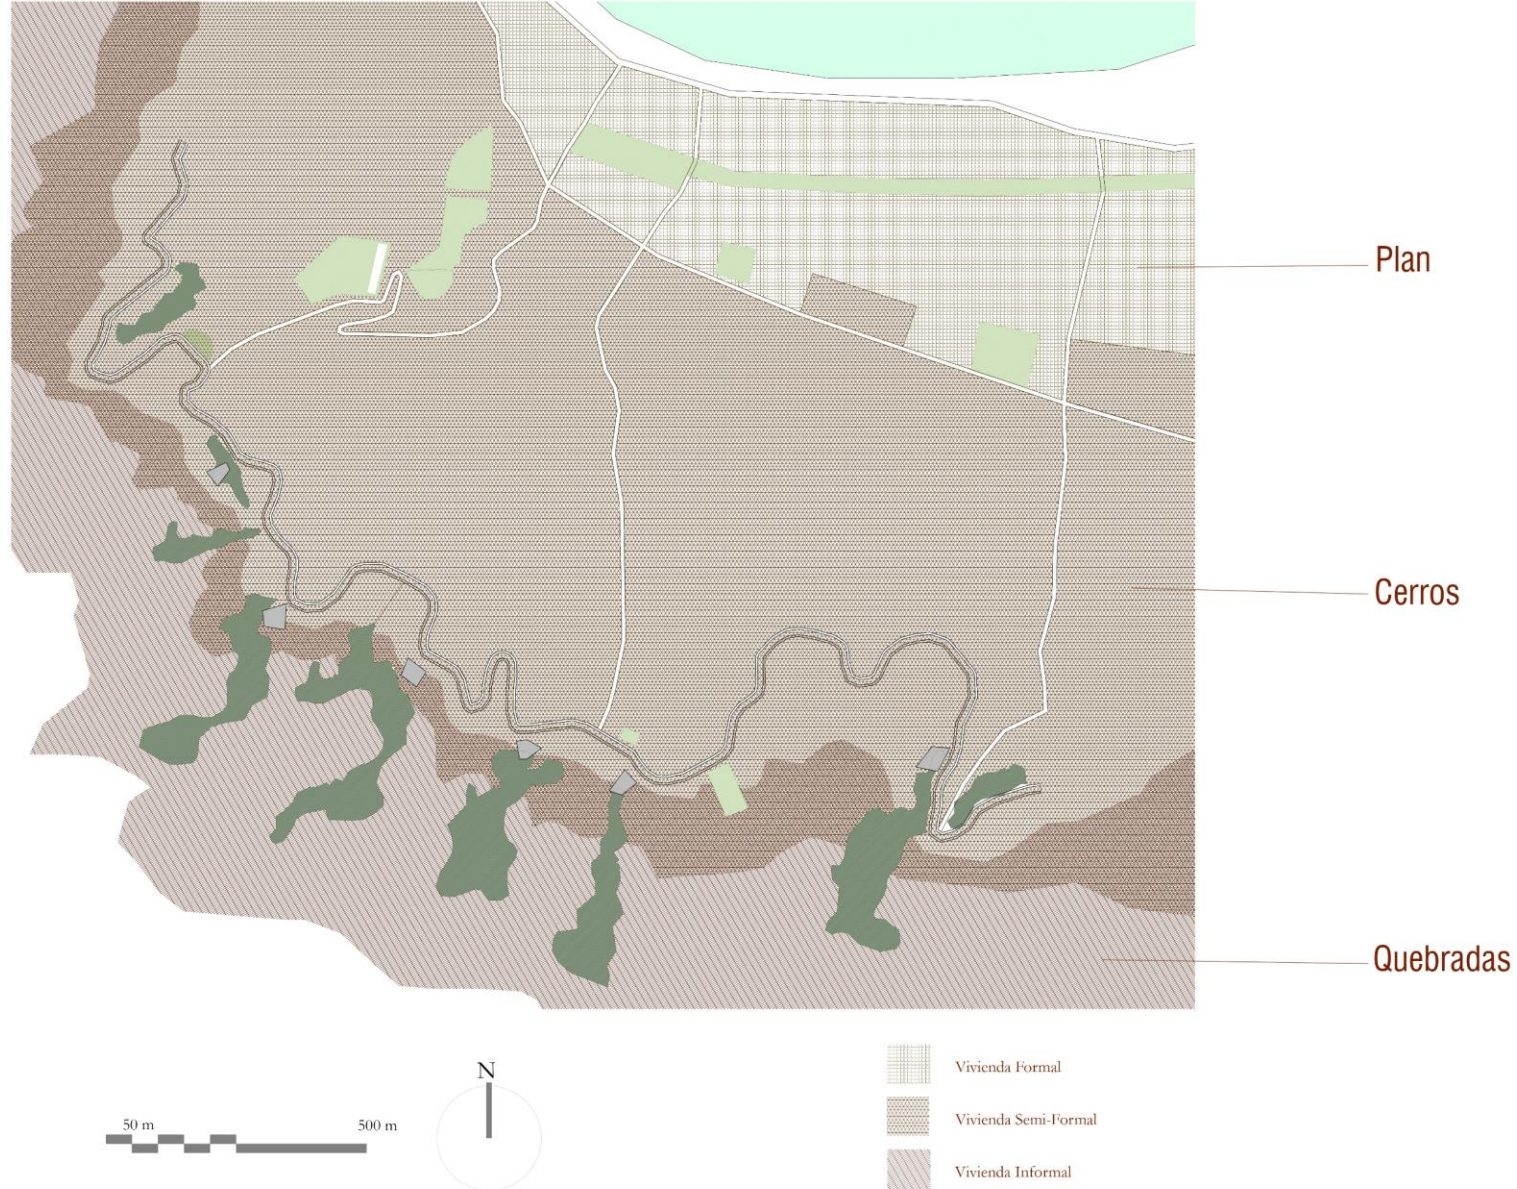 Plan
Cerros
Quebradas
N
50 m
500 m
Vivienda Formal
Vivienda Semi-Formal
Vivienda Informal